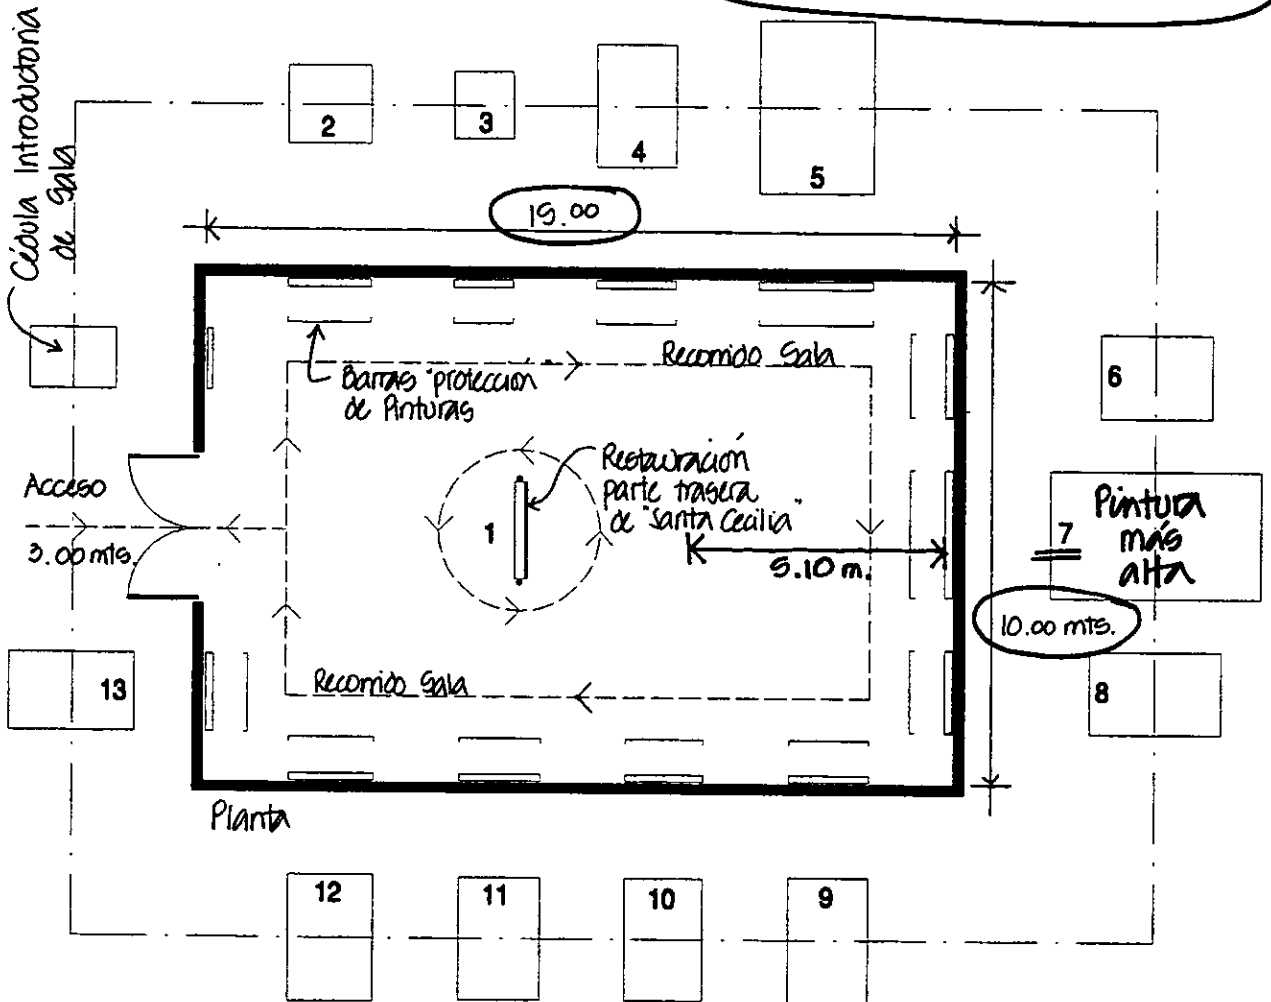 Cédula Introductoria
de Sala
2
3
4
5
15.00
Recorrido Sala
Barras protección
de Pinturas
6
Acceso
3.00 mts.
1
Restauración
parte trasera
de "Santa Cecilia"
5.10 m.
7
Pintura
más
alta
10.00 mts.
13
Recorrido Sala
8
Planta
12
11
10
9